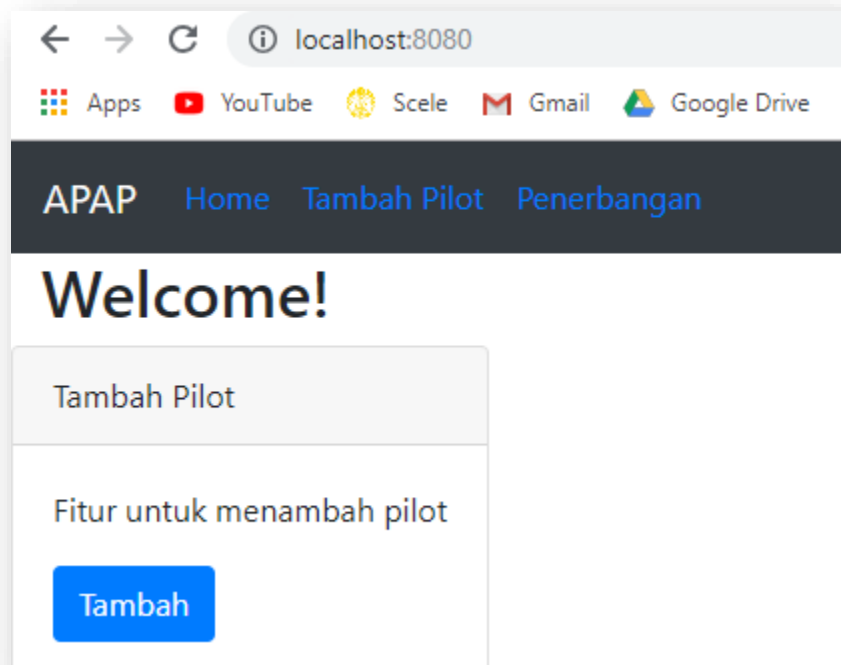 localhost:8080
Apps YouTube Scele Gmail Google Drive
APAP Home Tambah Pilot Penerbangan
Welcome!
Tambah Pilot
Fitur untuk menambah pilot
Tambah